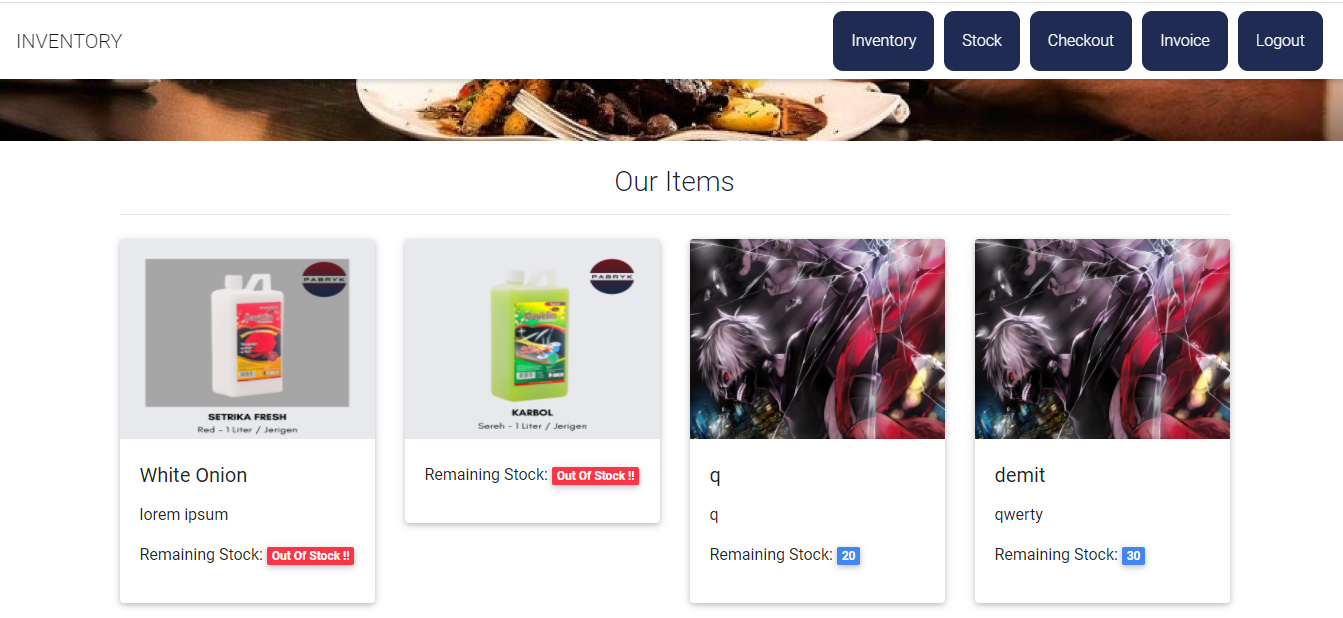 INVENTORY
Inventory
Stock
Checkout
Invoice
Logout
Our Items
PABRYK
SETRIKA FRESH
Red - 1 Liter / Jerigen
White Onion
lorem ipsum
Remaining Stock: Out Of Stock !!
PABRYK
KARBOL
Sereh - 1 Liter / Jerigen
Remaining Stock: Out Of Stock !!
q
q
Remaining Stock: 20
demit
qwerty
Remaining Stock: 30